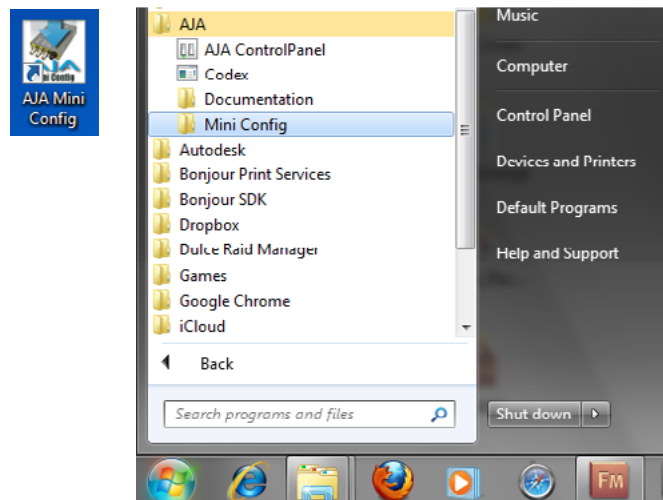 ni Config
AJA Mini
Config
AJA
AJA ControlPanel
Codex
Documentation
Mini Config
Autodesk
Bonjour Print Services
Bonjour SDK
Dropbox
Dulce Raid Manager
Games
Google Chrome
iCloud
Back
Search programs and files
Music
Computer
Control Panel
Devices and Printers
Default Programs
Help and Support
Shut down
FM